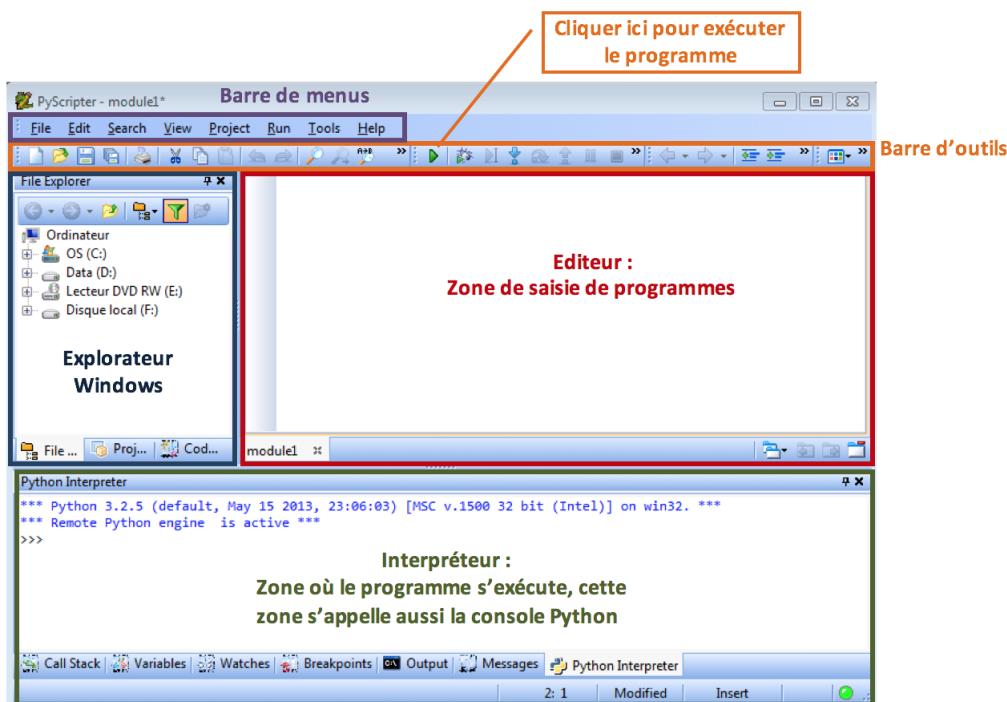 Cliquer ici pour exécuter
le programme
PyScripter - module1*
Barre de menus
File Edit Search View Project Run Tools Help
Barre d'outils
File Explorer
Ordinateur
OS (C:)
Data (D:)
Lecteur DVD RW (E:)
Disque local (F:)
Explorateur
Windows
Editeur :
Zone de saisie de programmes
File ... Proj... Cod...
module1
Python Interpreter
*** Python 3.2.5 (default, May 15 2013, 23:06:03) [MSC v.1500 32 bit (Intel)] on win32. ***
*** Remote Python engine is active ***
>>>
Interpréteur :
Zone où le programme s'exécute, cette
zone s'appelle aussi la console Python
Call Stack Variables Watches Breakpoints Output Messages Python Interpreter
2: 1 Modified Insert